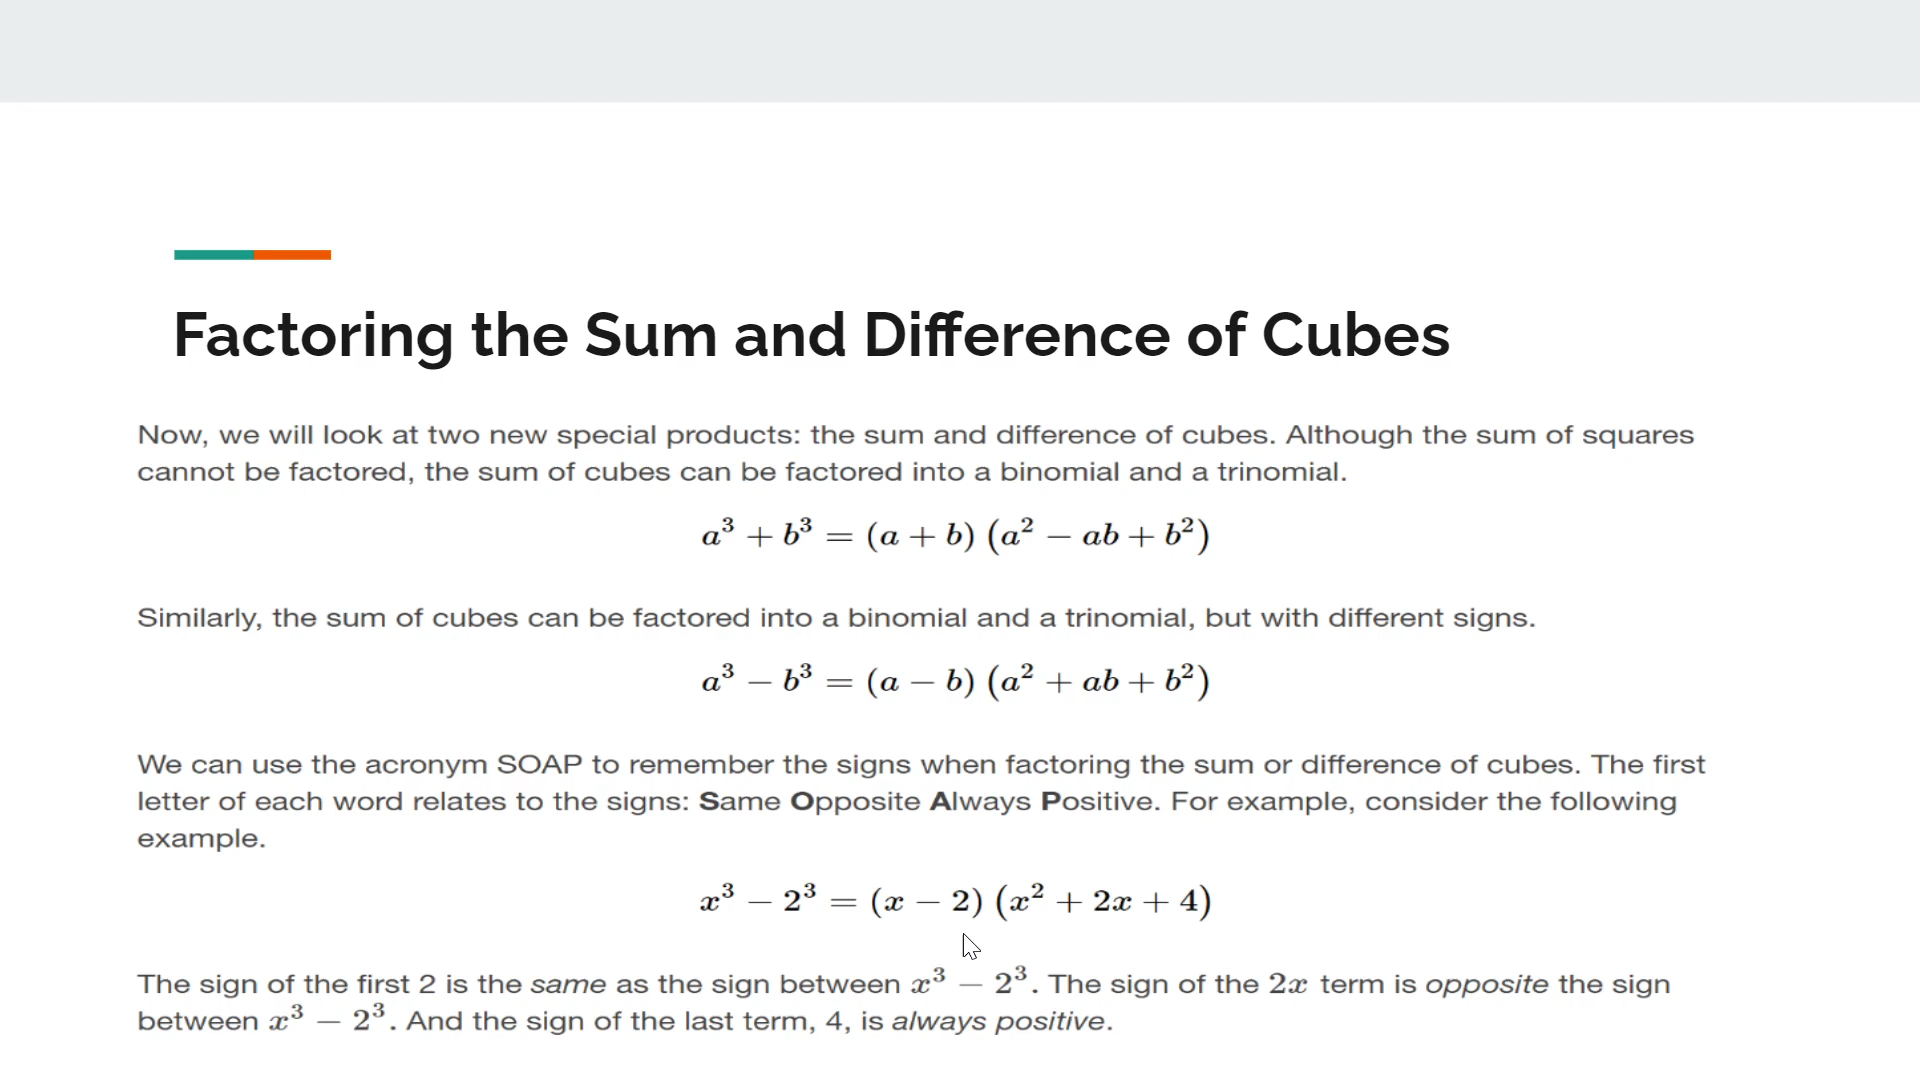 Factoring the Sum and Difference of Cubes
Now, we will look at two new special products: the sum and difference of cubes. Although the sum of squares
cannot be factored, the sum of cubes can be factored into a binomial and a trinomial.
a³ + b³ = (a + b) (a² − ab + b²)
Similarly, the sum of cubes can be factored into a binomial and a trinomial, but with different signs.
a³ − b³ = (a − b) (a² + ab + b²)
We can use the acronym SOAP to remember the signs when factoring the sum or difference of cubes. The first
letter of each word relates to the signs: Same Opposite Always Positive. For example, consider the following
example.
x³ − 2³ = (x − 2) (x² + 2x + 4)
The sign of the first 2 is the same as the sign between x³ − 2³. The sign of the 2x term is opposite the sign
between x³ − 2³. And the sign of the last term, 4, is always positive.